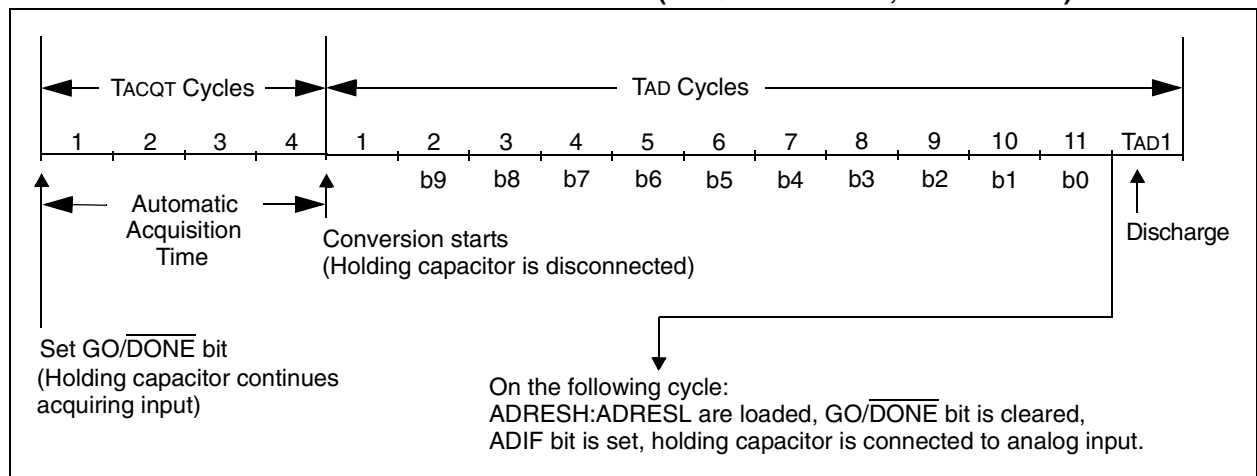 TACQT Cycles
TAD Cycles
1 2 3 4 1 2 3 4 5 6 7 8 9 10 11 TAD1
b9 b8 b7 b6 b5 b4 b3 b2 b1 b0
Automatic
Acquisition
Time
Conversion starts
(Holding capacitor is disconnected)
Discharge
Set GO/DONE bit
(Holding capacitor continues
acquiring input)
On the following cycle:
ADRESH:ADRESL are loaded, GO/DONE bit is cleared,
ADIF bit is set, holding capacitor is connected to analog input.